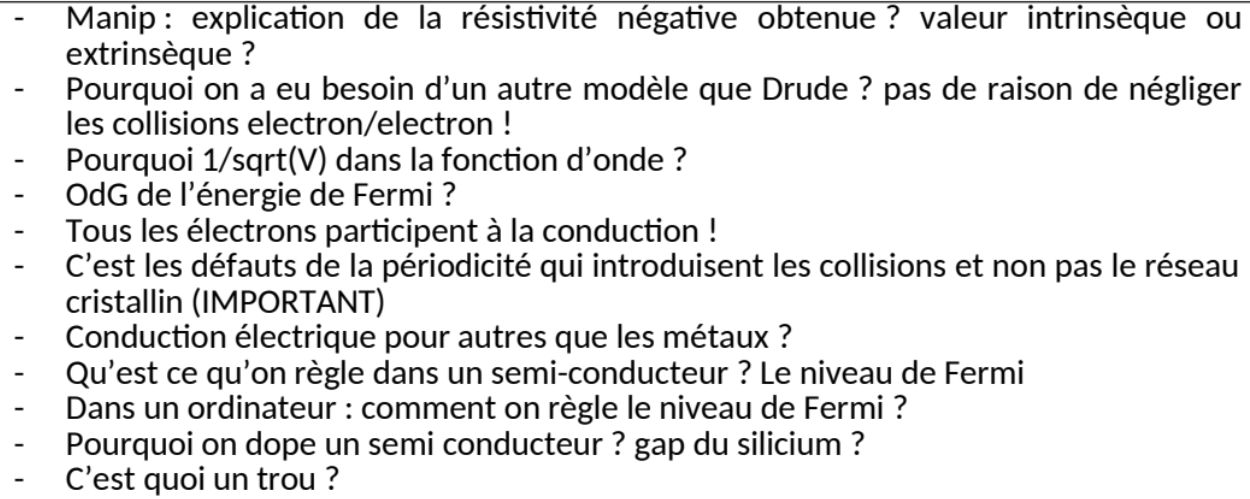 - Manip : explication de la résistivité négative obtenue ? valeur intrinsèque ou
extrinsèque ?
- Pourquoi on a eu besoin d’un autre modèle que Drude ? pas de raison de négliger
les collisions electron/electron !
- Pourquoi 1/sqrt(V) dans la fonction d’onde ?
- OdG de l’énergie de Fermi ?
- Tous les électrons participent à la conduction !
- C’est les défauts de la périodicité qui introduisent les collisions et non pas le réseau
cristallin (IMPORTANT)
- Conduction électrique pour autres que les métaux ?
- Qu’est ce qu’on règle dans un semi-conducteur ? Le niveau de Fermi
- Dans un ordinateur : comment on règle le niveau de Fermi ?
- Pourquoi on dope un semi conducteur ? gap du silicium ?
- C’est quoi un trou ?